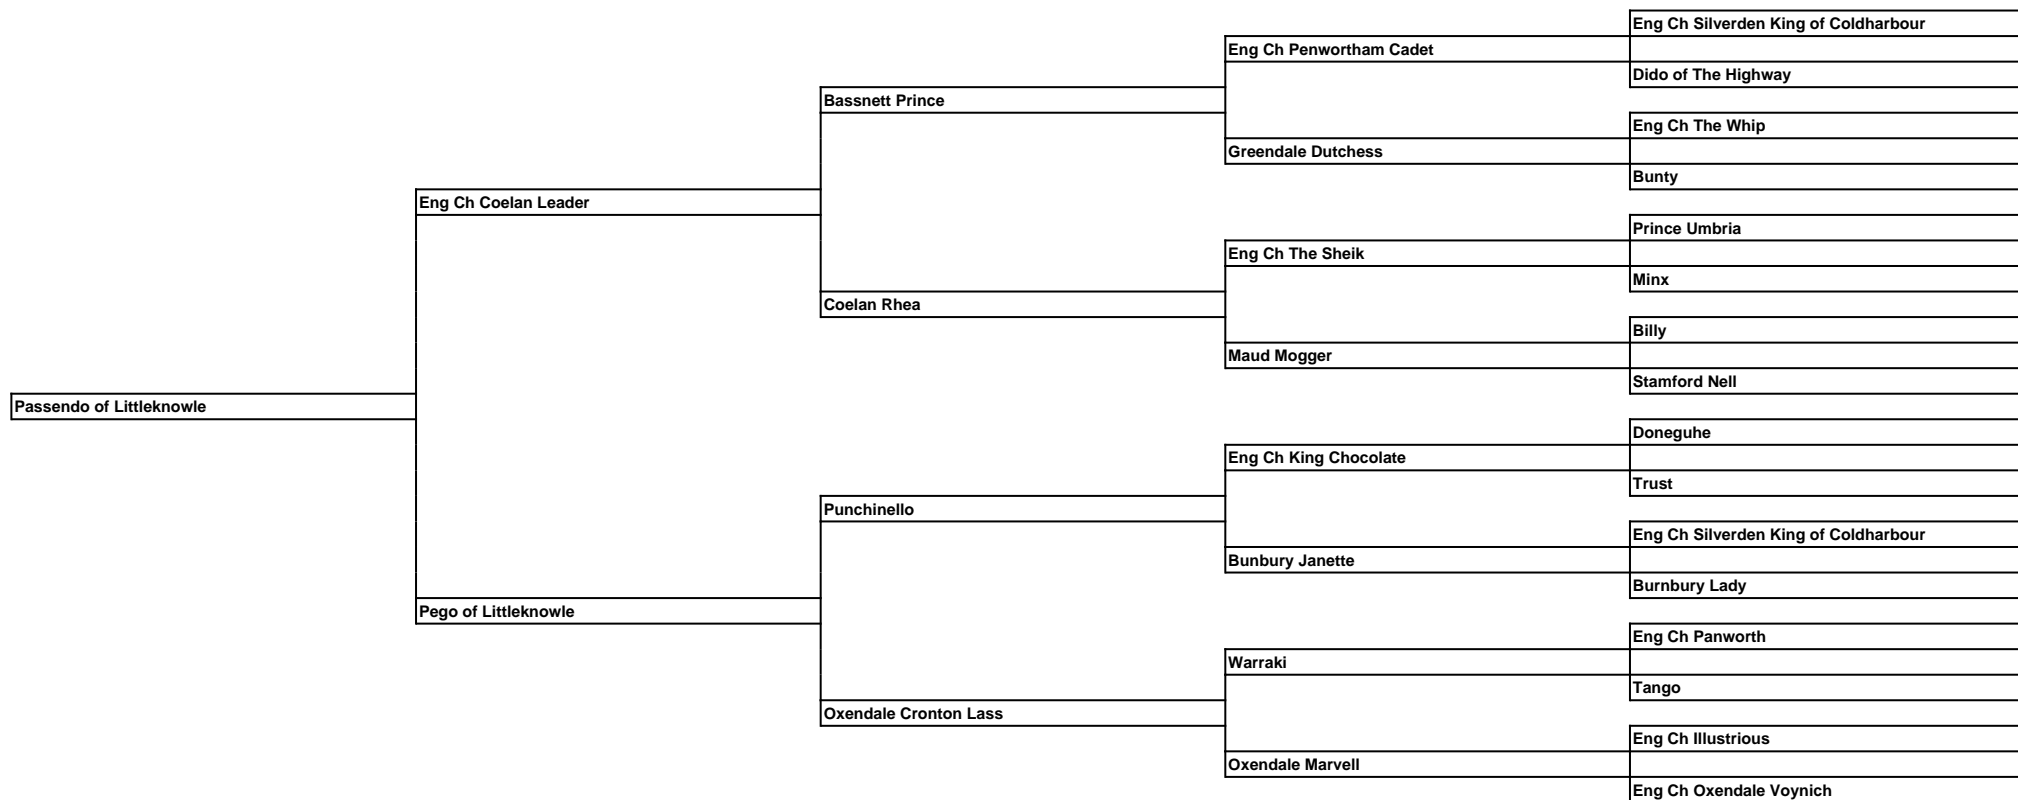 Eng Ch Silverden King of Coldharbour
Eng Ch Penwortham Cadet
Dido of The Highway
Bassnett Prince
Eng Ch The Whip
Greendale Dutchess
Bunty
Eng Ch Coelan Leader
Prince Umbria
Eng Ch The Sheik
Minx
Coelan Rhea
Billy
Maud Mogger
Stamford Nell
Passendo of Littleknowle
Doneguhe
Eng Ch King Chocolate
Trust
Punchinello
Eng Ch Silverden King of Coldharbour
Bunbury Janette
Burnbury Lady
Pego of Littleknowle
Eng Ch Panworth
Warraki
Tango
Oxendale Cronton Lass
Eng Ch Illustrious
Oxendale Marvell
Eng Ch Oxendale Voynich